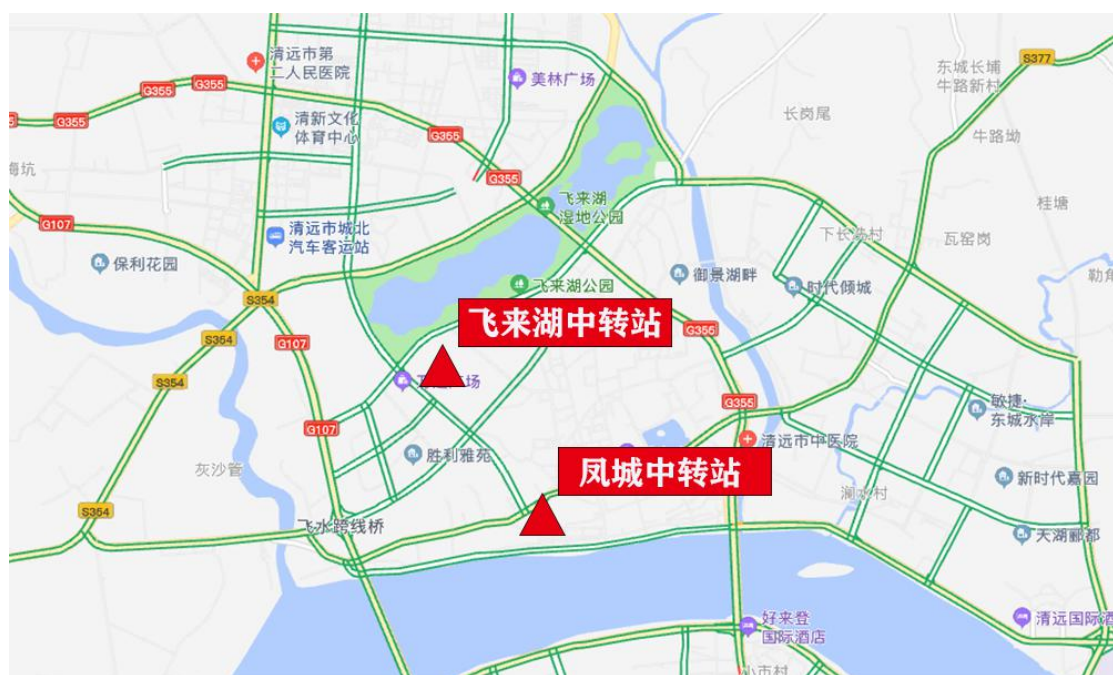 S377
清远市第
二人民医院
美林广场
东城长埔
牛路新村
G355
G355
G355
长岗尾
清新文化
体育中心
G355
牛路坳
G355
飞来湖
湿地公园
桂塘
G107
清远市城北
汽车客运站
下长冼村
瓦窑岗
保利花园
御景湖畔
飞来湖公园
时代倾城
S354
飞来湖中转站
G355
S354
G107
S354
广场
G355
敏捷·
东城水岸
G107
胜利雅苑
清远市中医院
灰沙管
凤城中转站
新时代嘉园
澜水村
S354
飞水跨线桥
天湖郦都
好来登
国际酒店
清远国际酒
小市村